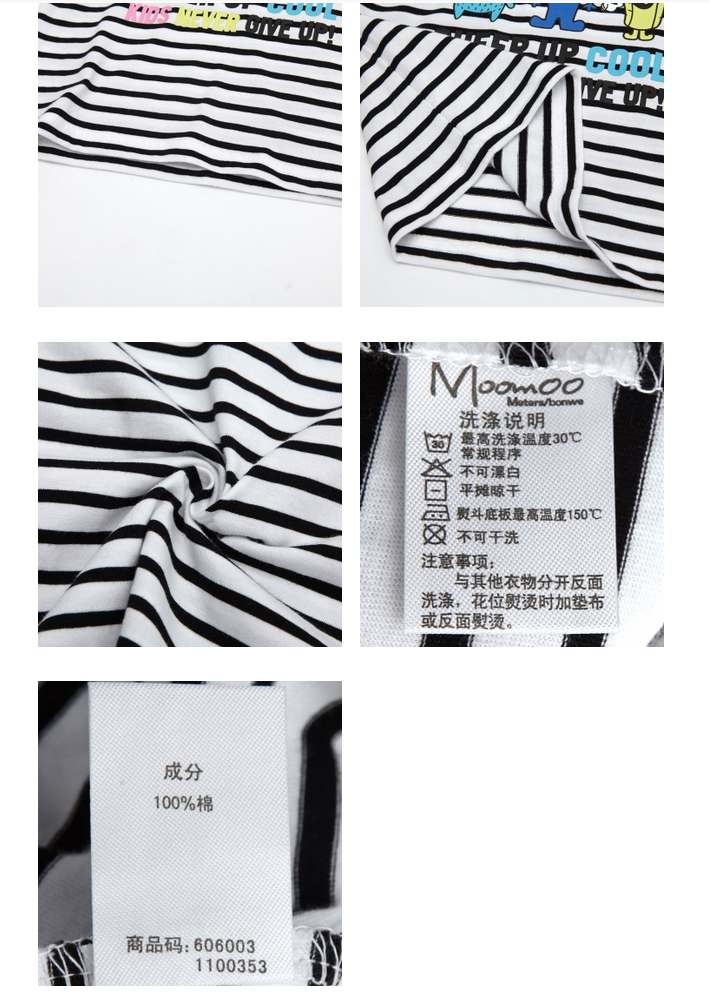 COOL
KIDS NEVER GIVE UP!
CHEER UP COOL
GIVE UP!
Moomoo
Meters/bonwe
洗涤说明
30
最高洗涤温度30℃
常规程序
不可漂白
平摊晾干
熨斗底板最高温度150℃
不可干洗
注意事项:
与其他衣物分开反面
洗涤，花位熨烫时加垫布
或反面熨烫。
成分
100%棉
商品码:606003
1100353